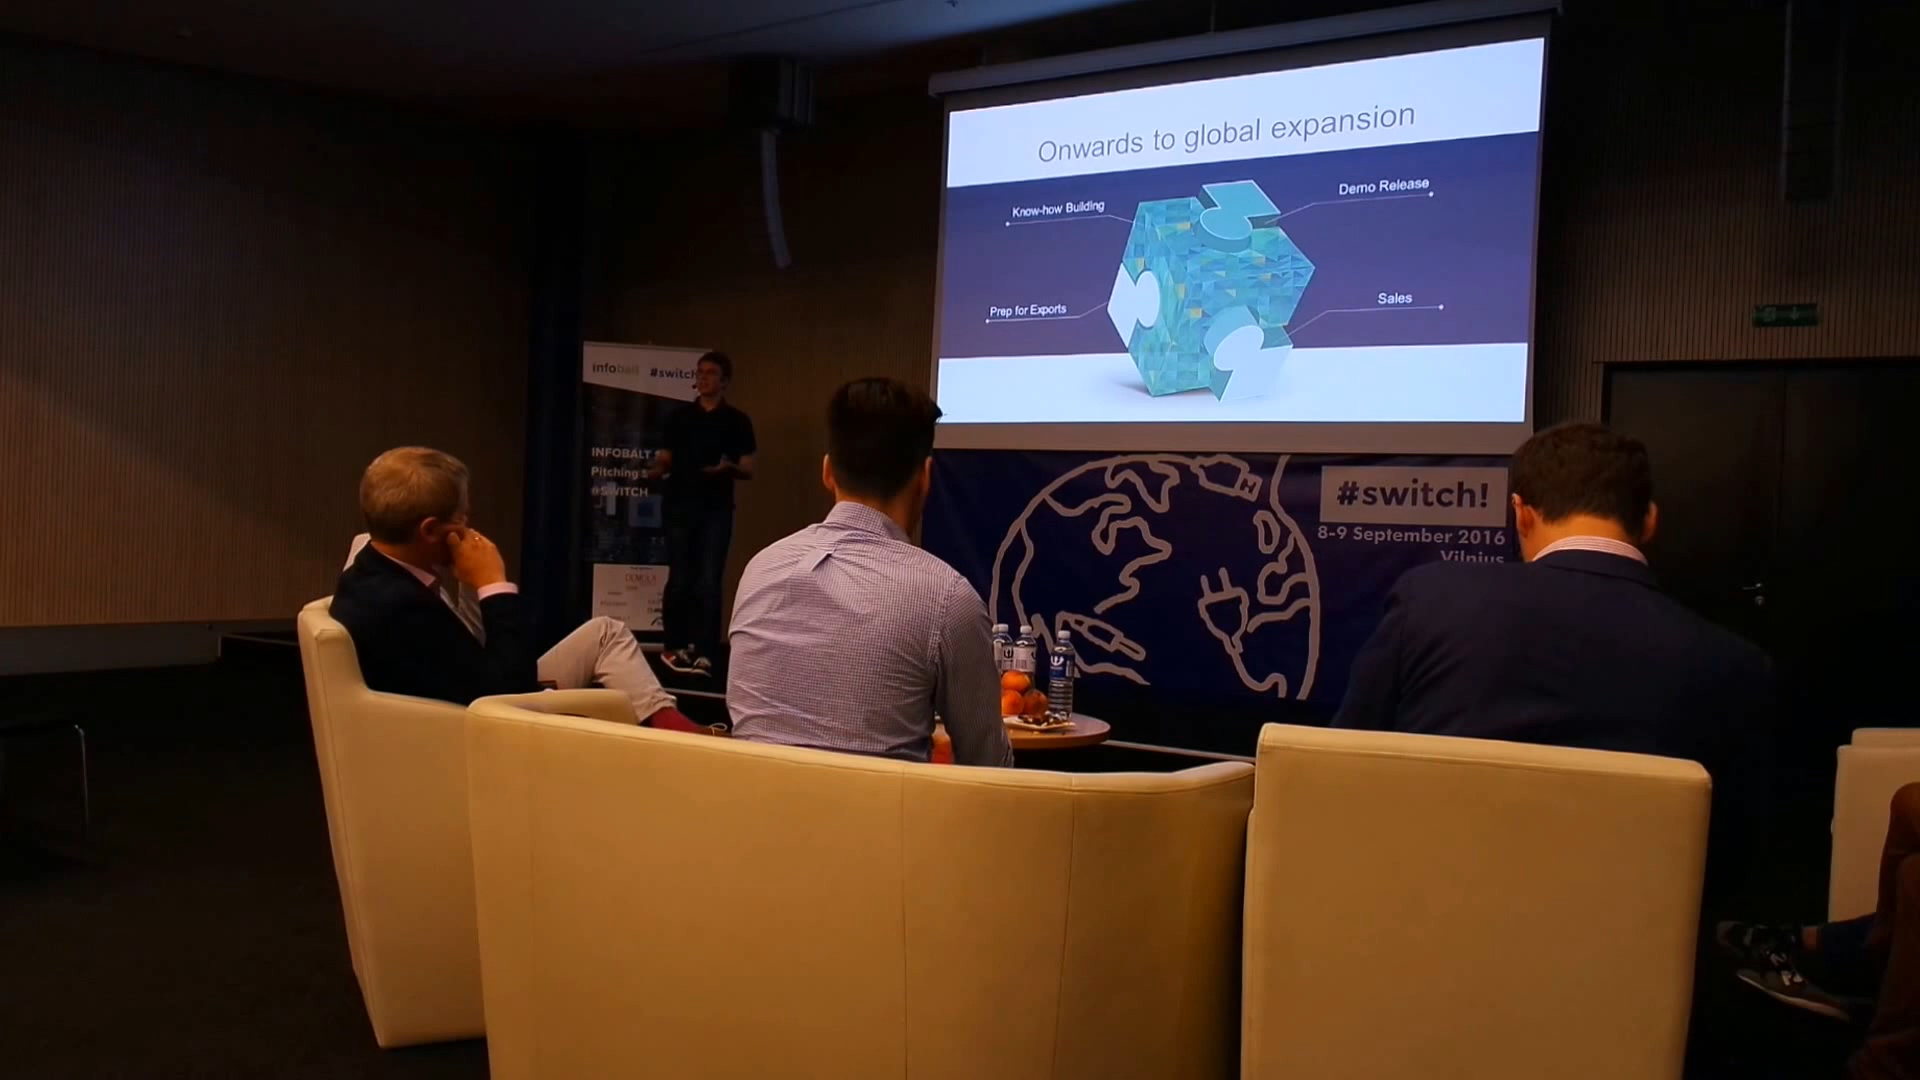 Onwards to global expansion
Know-how Building
Demo Release
Prep for Exports
Sales
infobalt #switch
INFOBALT
Pitching
#SWITCH
#switch!
8-9 September 2016
Vilnius